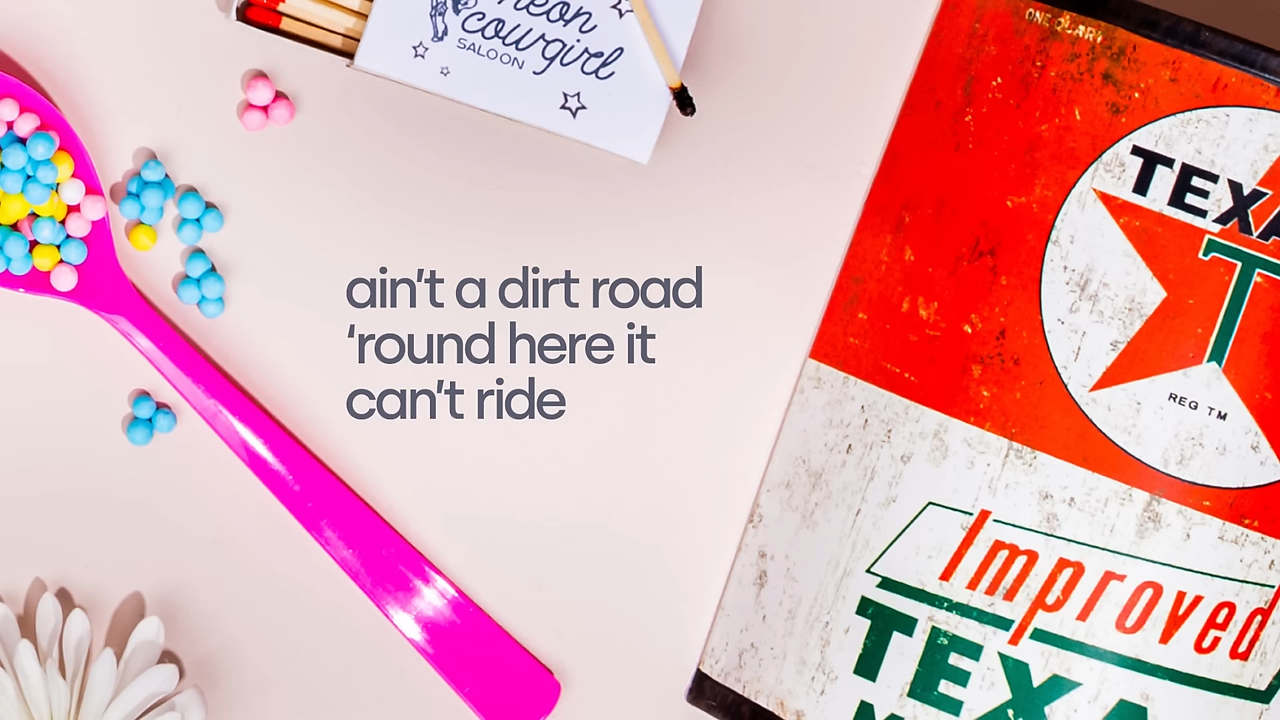 neon
cowgirl
SALOON
ONE QUART
TEXA
T
REG TM
ain't a dirt road
‘round here it
can't ride
Improved
TEXA